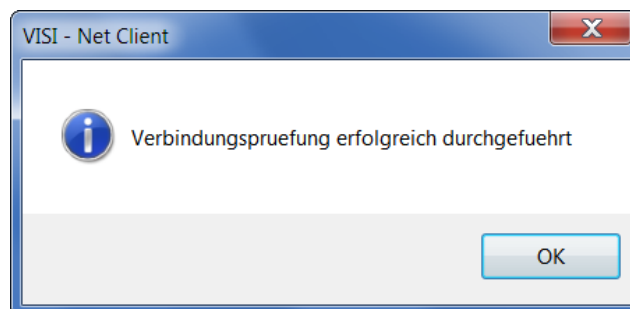 VISI - Net Client
Verbindungspruefung erfolgreich durchgefuehrt
OK